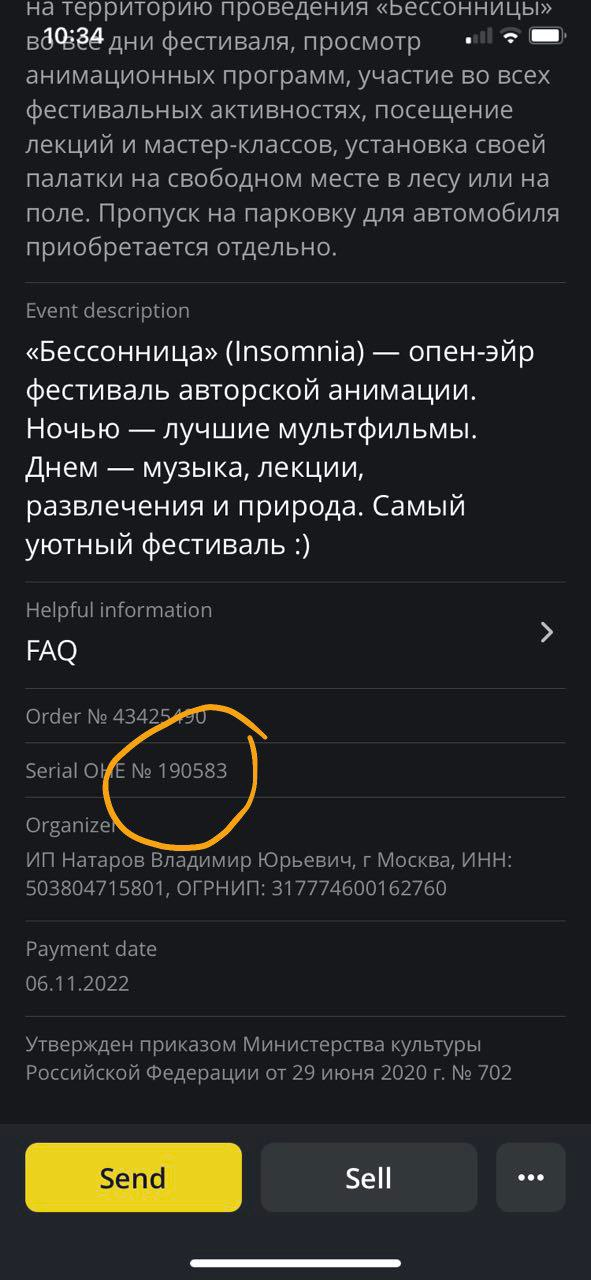 на территорию проведения «Бессонницы»
10:34
во все дни фестиваля, просмотр
анимационных программ, участие во всех
фестивальных активностях, посещение
лекций и мастер-классов, установка своей
палатки на свободном месте в лесу или на
поле. Пропуск на парковку для автомобиля
приобретается отдельно.
Event description
«Бессонница» (Insomnia) — опен-эйр
фестиваль авторской анимации.
Ночью — лучшие мультфильмы.
Днем — музыка, лекции,
развлечения и природа. Самый
уютный фестиваль :)
Helpful information
FAQ
Order № 43425490
Serial ОНЕ № 190583
Organizer
ИП Натаров Владимир Юрьевич, г Москва, ИНН:
503804715801, ОГРНИП: 317774600162760
Payment date
06.11.2022
Утвержден приказом Министерства культуры
Российской Федерации от 29 июня 2020 г. № 702
Send
Sell